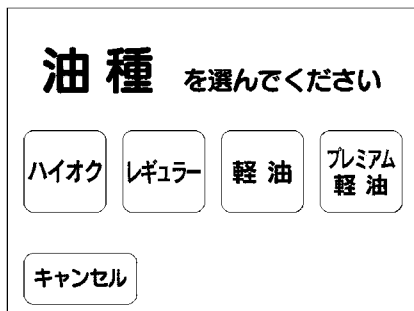 油種 を選んでください
ハイオク
レギュラー
軽油
プレミアム
軽油
キャンセル